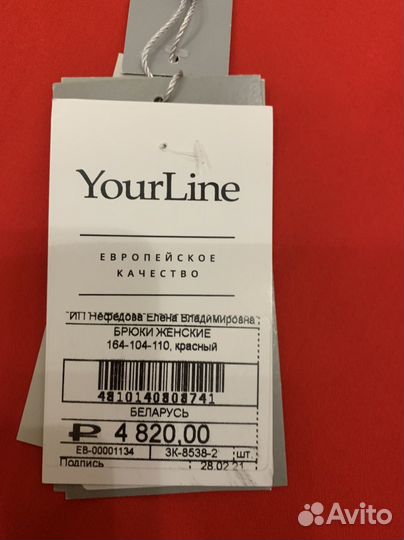 YourLine
ЕВРОПЕЙСКОЕ
КАЧЕСТВО
ИП Нефедова Елена Владимировна
БРЮКИ ЖЕНСКИЕ
164-104-110, красный
4810140808741
БЕЛАРУСЬ
₽ 4 820,00
ЕВ-00001134 ЗК-8538-2 шт.
Подпись 28.02.21
Avito